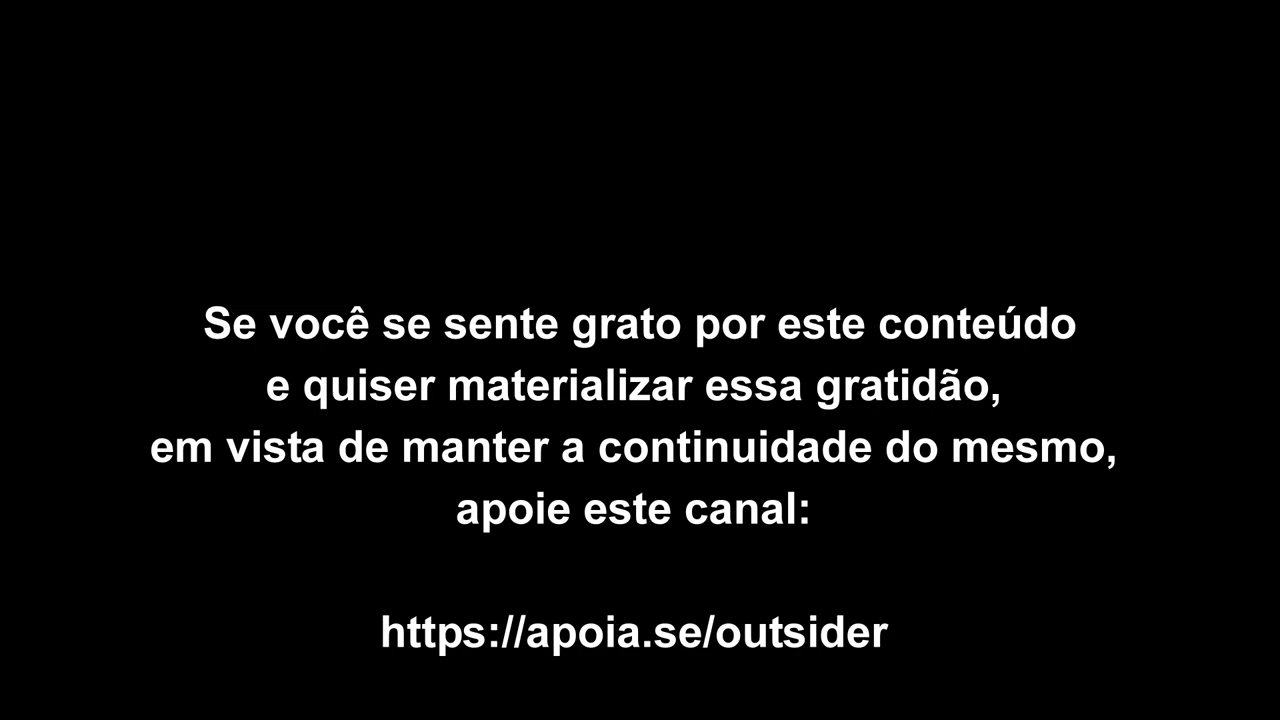 Se você se sente grato por este conteúdo
e quiser materializar essa gratidão,
em vista de manter a continuidade do mesmo,
apoie este canal:
https://apoia.se/outsider